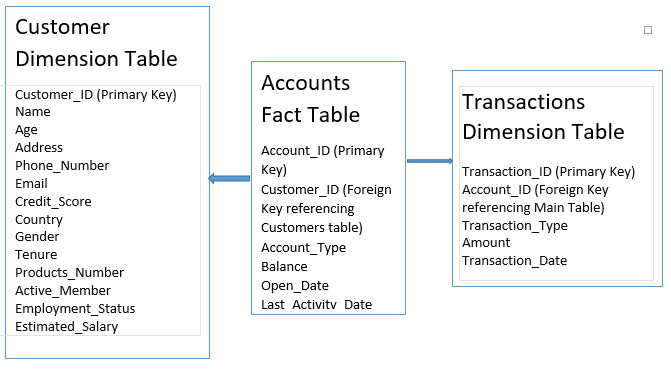 Customer
Dimension Table
Customer_ID (Primary Key)
Name
Age
Address
Phone_Number
Email
Credit_Score
Country
Gender
Tenure
Products_Number
Active_Member
Employment_Status
Estimated_Salary
Accounts
Fact Table
Account_ID (Primary
Key)
Customer_ID (Foreign
Key referencing
Customers table)
Account_Type
Balance
Open_Date
Last_Activity_Date
Transactions
Dimension Table
Transaction_ID (Primary Key)
Account_ID (Foreign Key
referencing Main Table)
Transaction_Type
Amount
Transaction_Date